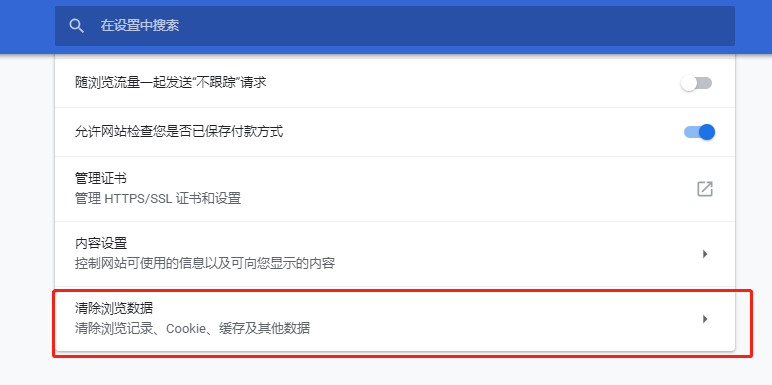 在设置中搜索
随浏览流量一起发送“不跟踪”请求
允许网站检查您是否已保存付款方式
管理证书
管理 HTTPS/SSL 证书和设置
内容设置
控制网站可使用的信息以及可向您显示的内容
清除浏览数据
清除浏览记录、Cookie、缓存及其他数据